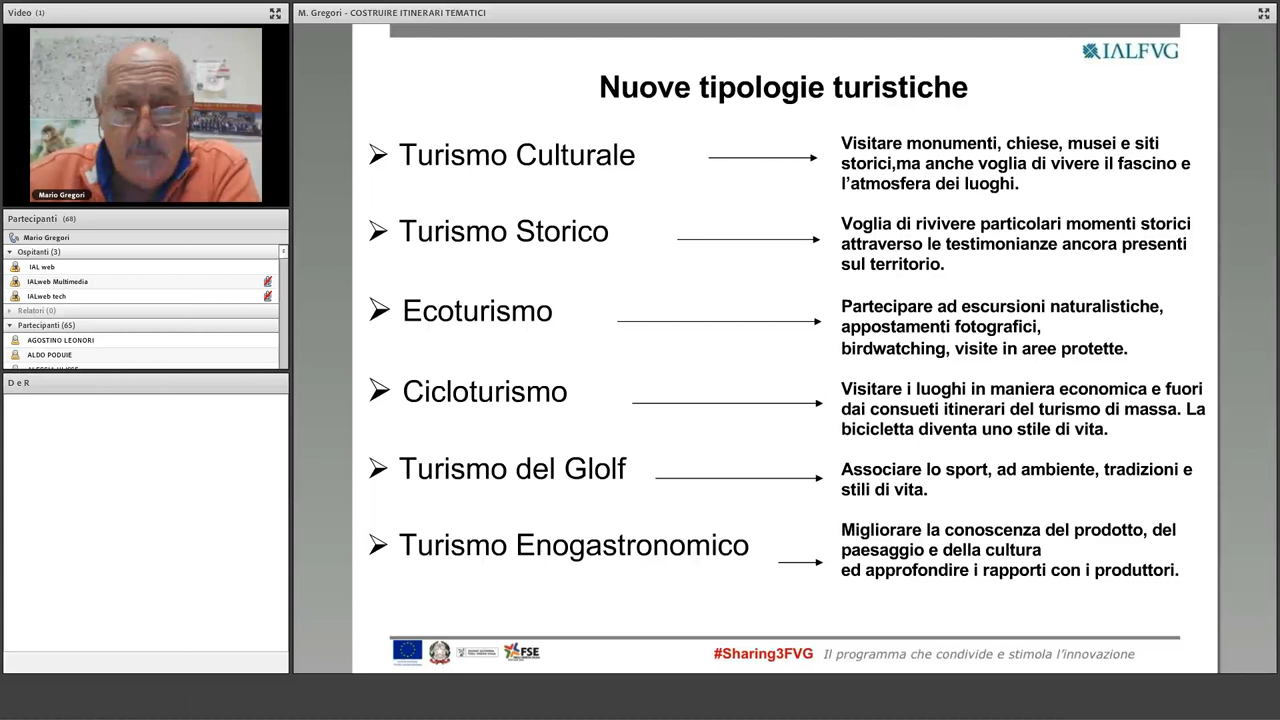 Video (1)
Mario Gregori
Partecipanti (68)
Mario Gregori
Ospitanti (3)
IAL web
IALweb Multimedia
IALweb tech
Relatori (0)
Partecipanti (65)
AGOSTINO LEONORI
ALDO PODUIE
D e R
M. Gregori - COSTRUIRE ITINERARI TEMATICI
IALFVG
Nuove tipologie turistiche
Turismo Culturale
Visitare monumenti, chiese, musei e siti
storici,ma anche voglia di vivere il fascino e
l'atmosfera dei luoghi.
Turismo Storico
Voglia di rivivere particolari momenti storici
attraverso le testimonianze ancora presenti
sul territorio.
Ecoturismo
Partecipare ad escursioni naturalistiche,
appostamenti fotografici,
birdwatching, visite in aree protette.
Cicloturismo
Visitare i luoghi in maniera economica e fuori
dai consueti itinerari del turismo di massa. La
bicicletta diventa uno stile di vita.
Turismo del Glolf
Associare lo sport, ad ambiente, tradizioni e
stili di vita.
Turismo Enogastronomico
Migliorare la conoscenza del prodotto, del
paesaggio e della cultura
ed approfondire i rapporti con i produttori.
FSE
#Sharing3FVG Il programma che condivide e stimola l'innovazione